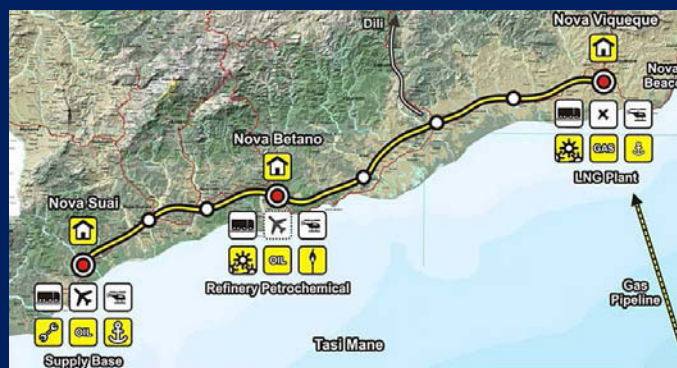 Dili
Nova Viqueque
Nova
Beaco
Nova Betano
GAS
LNG Plant
Nova Suai
OIL
Refinery Petrochemical
Gas
Pipeline
OIL
Tasi Mane
Supply Base